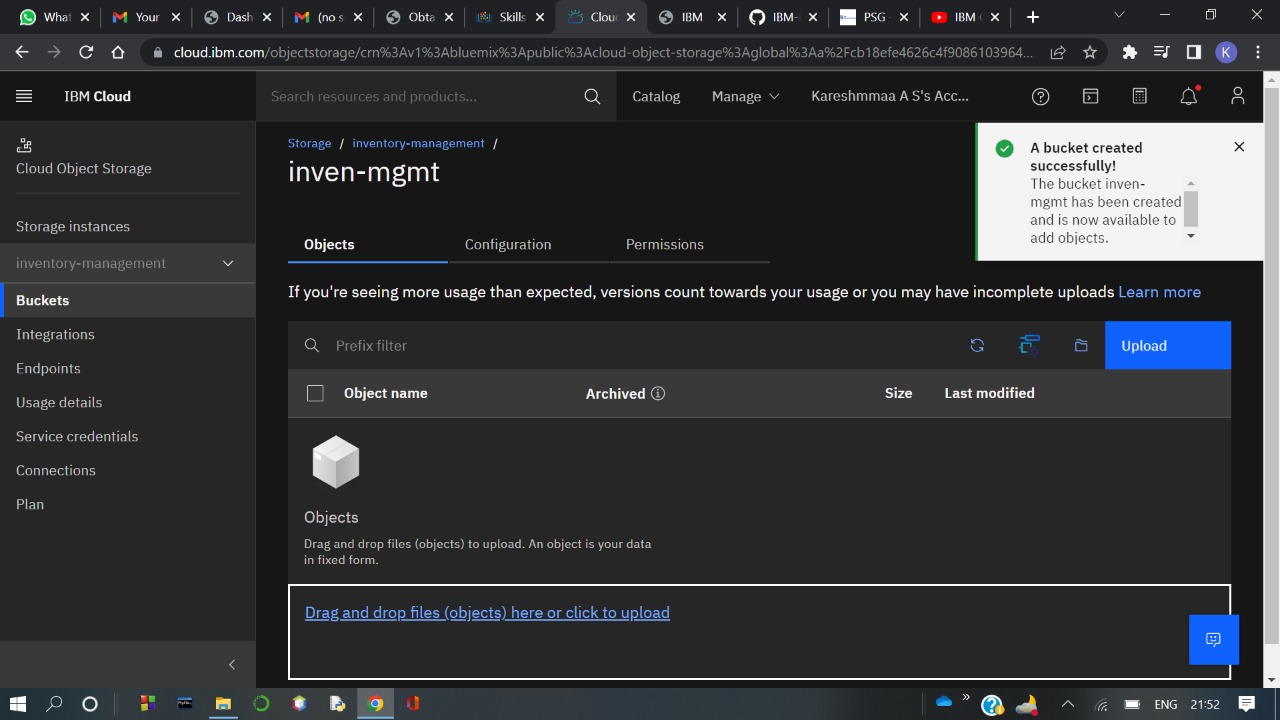 What
Your
Dash
(no s
Obta
Skills
Clou
IBM
IBM-
PSG
IBM C
cloud.ibm.com/objectstorage/crn%3Av1%3Abluemix%3Apublic%3Acloud-object-storage%3Aglobal%3Aa%2Fcb18efe4626c4f9086103964...
K
IBM Cloud
Search resources and products...
Catalog
Manage
Kareshmmaa A S's Acc...
Cloud Object Storage
Storage instances
inventory-management
Buckets
Integrations
Endpoints
Usage details
Service credentials
Connections
Plan
Storage / inventory-management /
inven-mgmt
A bucket created
successfully!
The bucket inven-
mgmt has been created
and is now available to
add objects.
Objects
Configuration
Permissions
If you're seeing more usage than expected, versions count towards your usage or you may have incomplete uploads Learn more
Prefix filter
Upload
Object name
Archived
Size
Last modified
Objects
Drag and drop files (objects) to upload. An object is your data
in fixed form.
Drag and drop files (objects) here or click to upload
ENG
21:52